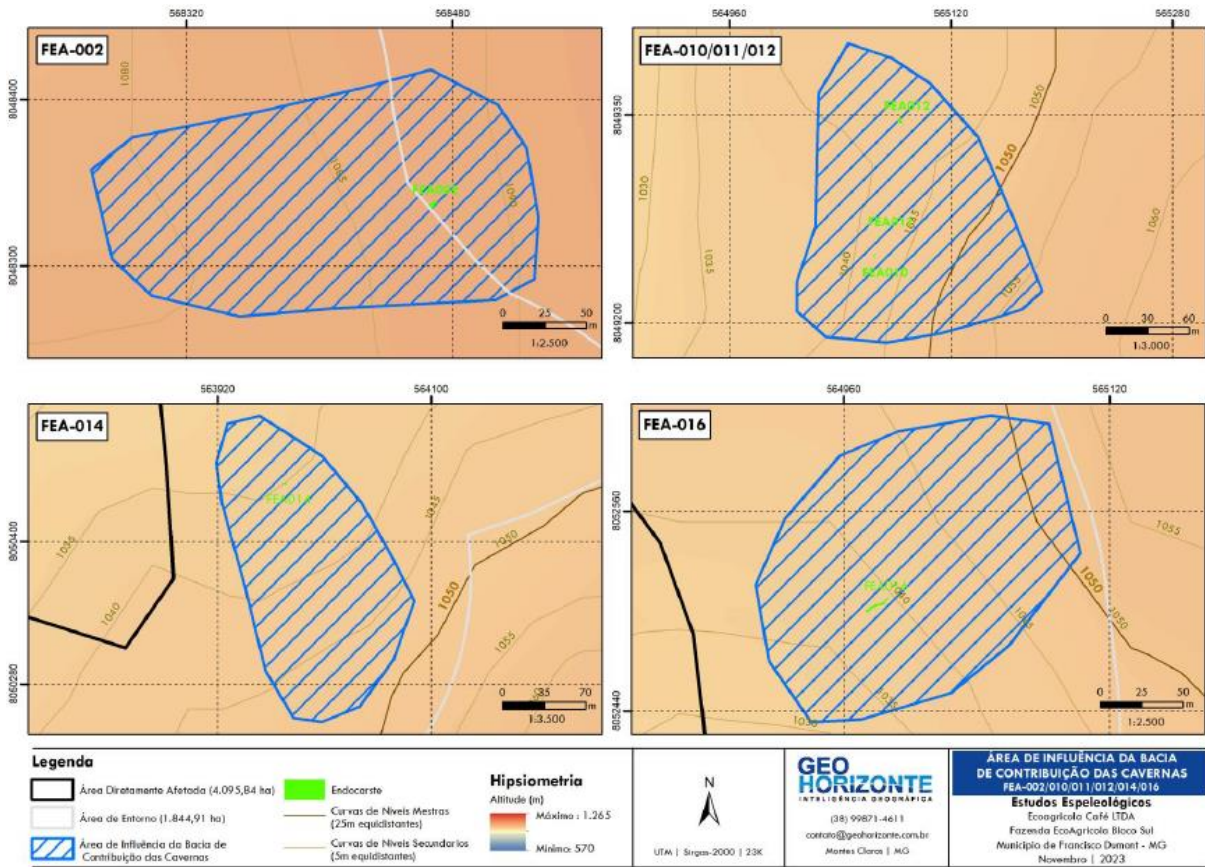 568320
568480
FEA-002
8048400
8048300
1080
1085
1080
0 25 50
m
1:2.500
564960
565120
565280
FEA-010/011/012
8049350
8049200
FEA012
FEA010
1030
1035
1040
1045
1050
1050
1055
1060
0 30 60
m
1:3.000
563920
564100
FEA-014
8050400
8050280
FEA014
1035
1040
1045
1050
1050
1055
0 35 70
m
1:3.500
564960
565120
FEA-016
8052560
8052440
1055
1050
1050
1030
0 25 50
m
1:2.500
Legenda
Área Diretamente Afetada (4.095,84 ha)
Área de Entorno (1.844,91 ha)
Área de Influência da Bacia de
Contribuição das Cavernas
Endocarste
Curvas de Níveis Mestras
(25m equidistantes)
Curvas de Níveis Secundárias
(5m equidistantes)
Hipsiometria
Altitude (m)
Máximo : 1.265
Mínimo: 570
N
UTM | Sirgas-2000 | 23K
GEO
HORIZONTE
INTELIGÊNCIA GEOGRÁFICA
(38) 99871-4611
contato@geohorizonte.com.br
Montes Claros | MG
ÁREA DE INFLUÊNCIA DA BACIA
DE CONTRIBUIÇÃO DAS CAVERNAS
FEA-002/010/011/012/014/016
Estudos Espeleológicos
Ecoagrícola Café LTDA
Fazenda EcoAgrícola Bloco Sul
Município de Francisco Dumont - MG
Novembro | 2023